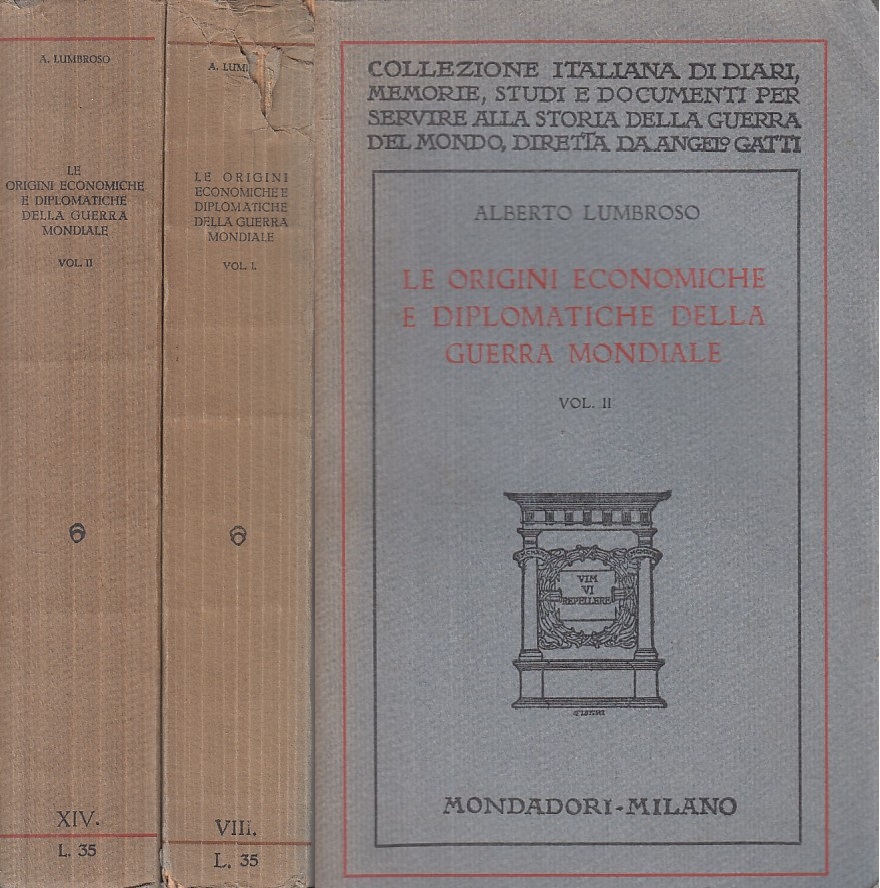 A. LUMBROSO
LE
ORIGINI ECONOMICHE
E DIPLOMATICHE
DELLA GUERRA
MONDIALE
VOL. II
XIV.
L. 35
A. LUM
LE ORIGINI
ECONOMICHE E
DIPLOMATICHE
DELLA GUERRA
MONDIALE
VOL. I.
VIII.
L. 35
COLLEZIONE ITALIANA DI DIARI,
MEMORIE, STUDI E DOCUMENTI PER
SERVIRE ALLA STORIA DELLA GUERRA
DEL MONDO, DIRETTA DA ANGELO GATTI
ALBERTO LUMBROSO
LE ORIGINI ECONOMICHE
E DIPLOMATICHE DELLA
GUERRA MONDIALE
VOL. II
VIM
VI
REPELLERE
MONDADORI-MILANO